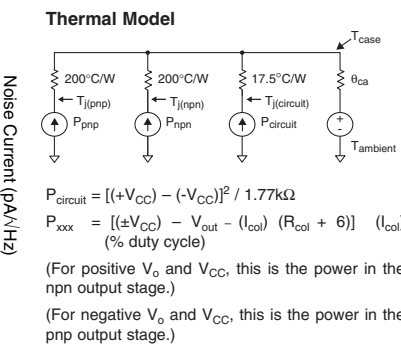 Thermal Model
T_case
200°C/W
200°C/W
17.5°C/W
θ_ca
T_j(pnp)
T_j(npn)
T_j(circuit)
P_pnp
P_npn
P_circuit
+
-
T_ambient
Noise Current (pA/√Hz)
P_circuit = [(+V_CC) – (-V_CC)]² / 1.77kΩ
P_xxx = [(±V_CC) – V_out – (I_col) (R_col + 6)] (I_col)
(% duty cycle)
(For positive V_o and V_CC, this is the power in the
npn output stage.)
(For negative V_o and V_CC, this is the power in the
pnp output stage.)